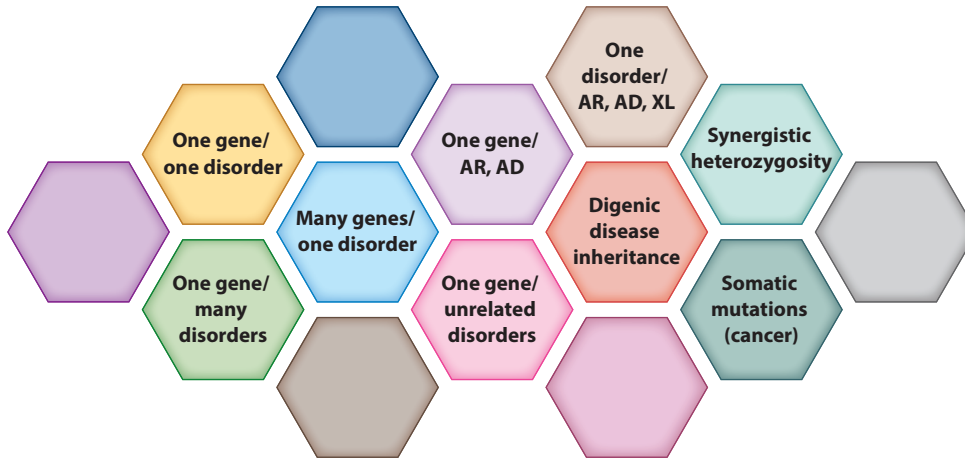 One gene/
one disorder
One gene/
many
disorders
Many genes/
one disorder
One gene/
AR, AD
One gene/
unrelated
disorders
One
disorder/
AR, AD, XL
Digenic
disease
inheritance
Synergistic
heterozygosity
Somatic
mutations
(cancer)